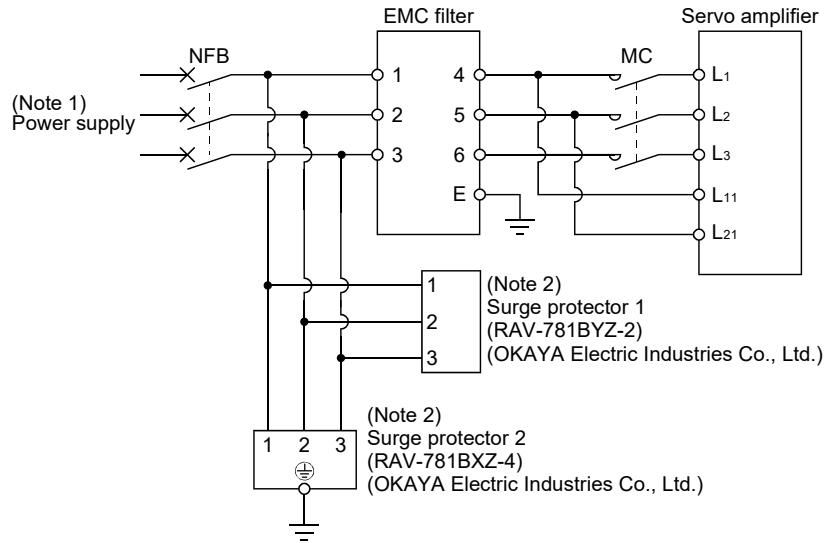 EMC filter
Servo amplifier
NFB
MC
(Note 1)
Power supply
1
4
L1
2
5
L2
3
6
L3
E
L11
L21
1
2
3
(Note 2)
Surge protector 1
(RAV-781BYZ-2)
(OKAYA Electric Industries Co., Ltd.)
1 2 3
(Note 2)
Surge protector 2
(RAV-781BXZ-4)
(OKAYA Electric Industries Co., Ltd.)